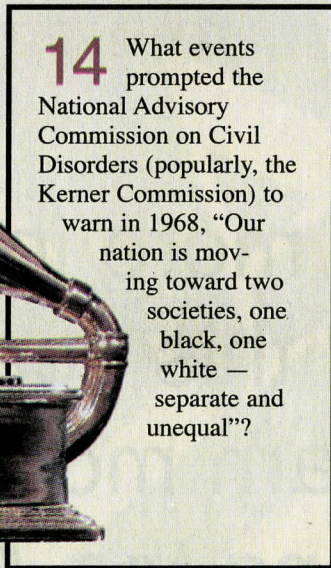 14 What events
prompted the
National Advisory
Commission on Civil
Disorders (popularly, the
Kerner Commission) to
warn in 1968, “Our
nation is mov-
ing toward two
societies, one
black, one
white —
separate and
unequal”?